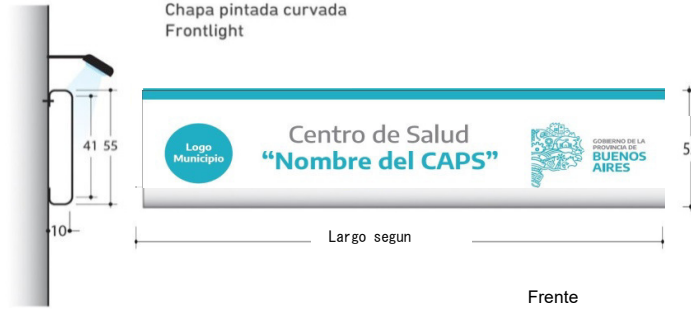 Chapa pintada curvada
Frontlight
41 55
10
Logo
Municipio
Centro de Salud
“Nombre del CAPS”
GOBIERNO DE LA
PROVINCIA DE
BUENOS
AIRES
Largo segun
Frente